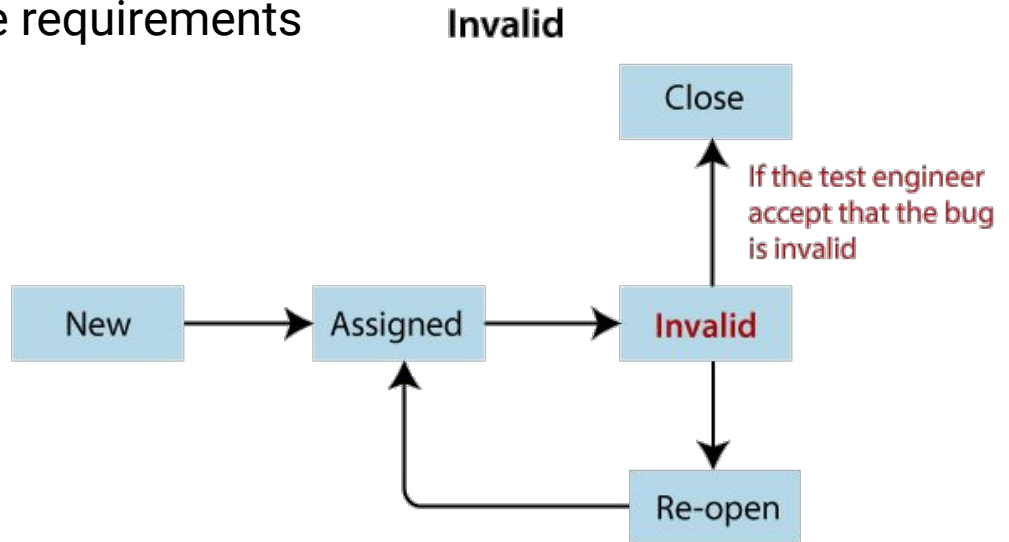 e requirements
Invalid
Close
If the test engineer
accept that the bug
is invalid
New
Assigned
Invalid
Re-open